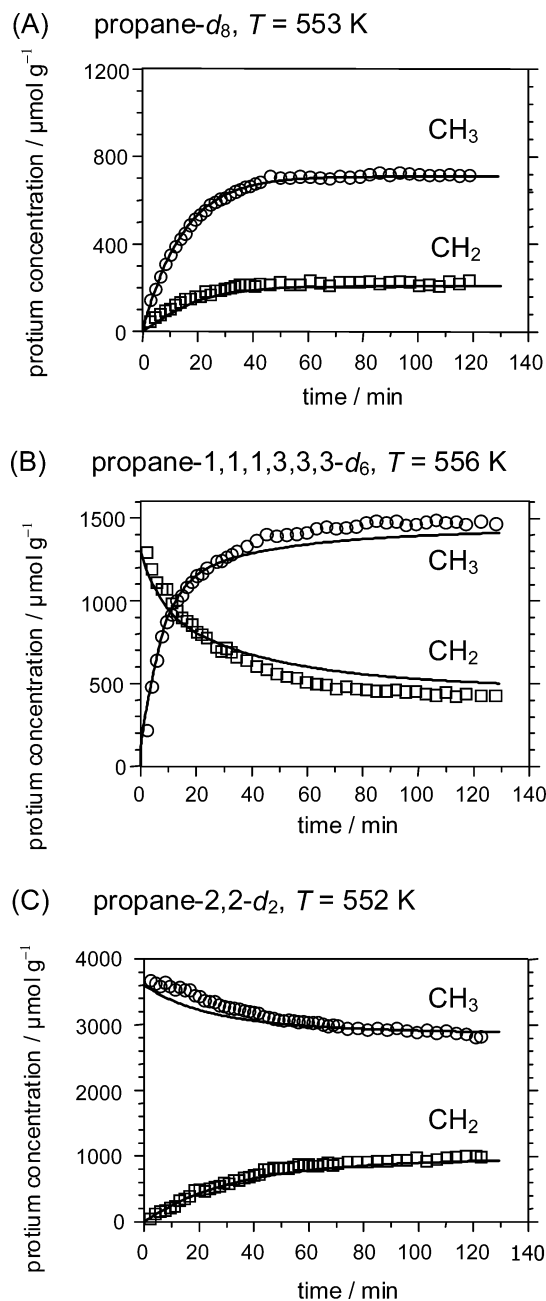 (A) propane-d₈, T = 553 K
1200
800
400
0
CH₃
CH₂
0 20 40 60 80 100 120 140
time / min
protium concentration / µmol g⁻¹
(B) propane-1,1,1,3,3,3-d₆, T = 556 K
1500
1000
500
0
CH₃
CH₂
0 20 40 60 80 100 120 140
time / min
protium concentration / µmol g⁻¹
(C) propane-2,2-d₂, T = 552 K
4000
3000
2000
1000
0
CH₃
CH₂
0 20 40 60 80 100 120 140
time / min
protium concentration / µmol g⁻¹